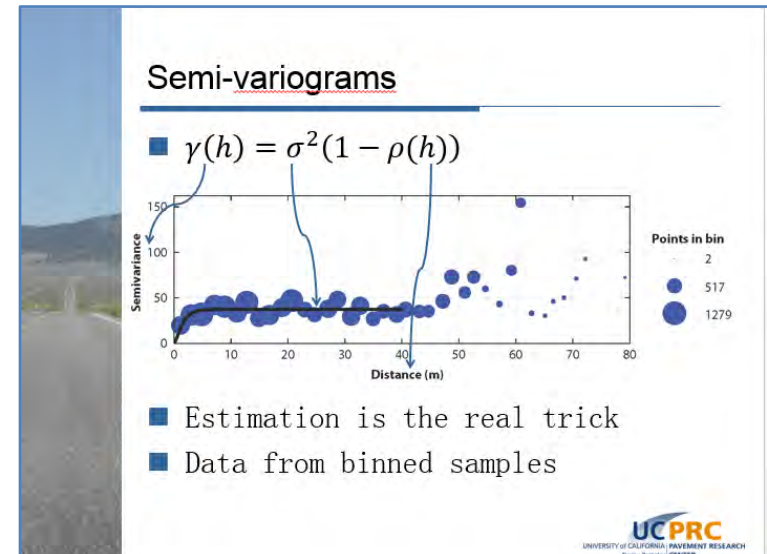 Semi-variograms
γ(h) = σ²(1 − ρ(h))
150
100
50
0
Semivariance
0 10 20 30 40 50 60 70 80
Distance (m)
Points in bin
2
517
1279
Estimation is the real trick
Data from binned samples
UCPRC
UNIVERSITY of CALIFORNIA PAVEMENT RESEARCH
CENTER